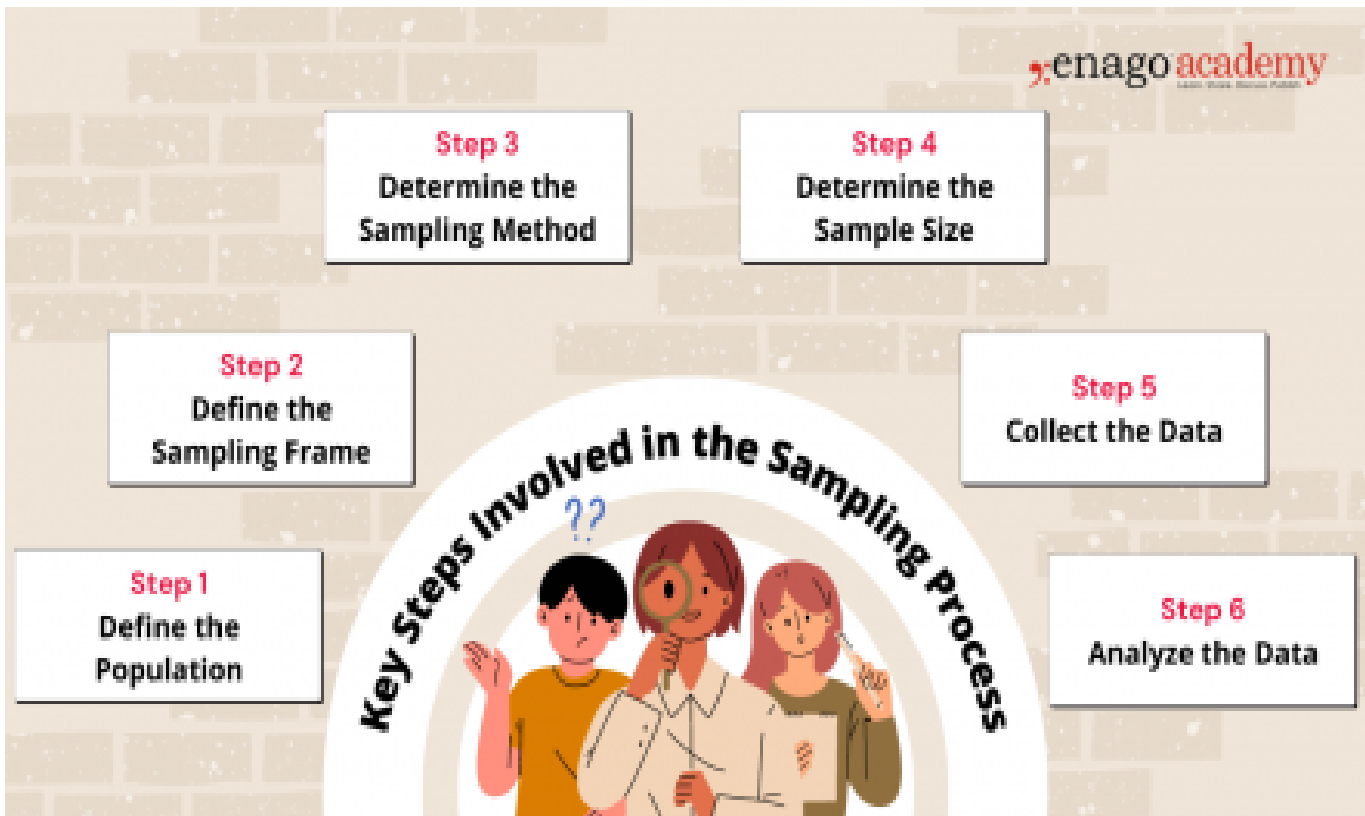 enago academy
Step 3
Determine the
Sampling Method
Step 4
Determine the
Sample Size
Step 2
Define the
Sampling Frame
Step 5
Collect the Data
Key Steps Involved in the Sampling Process
??
Step 1
Define the
Population
Step 6
Analyze the Data